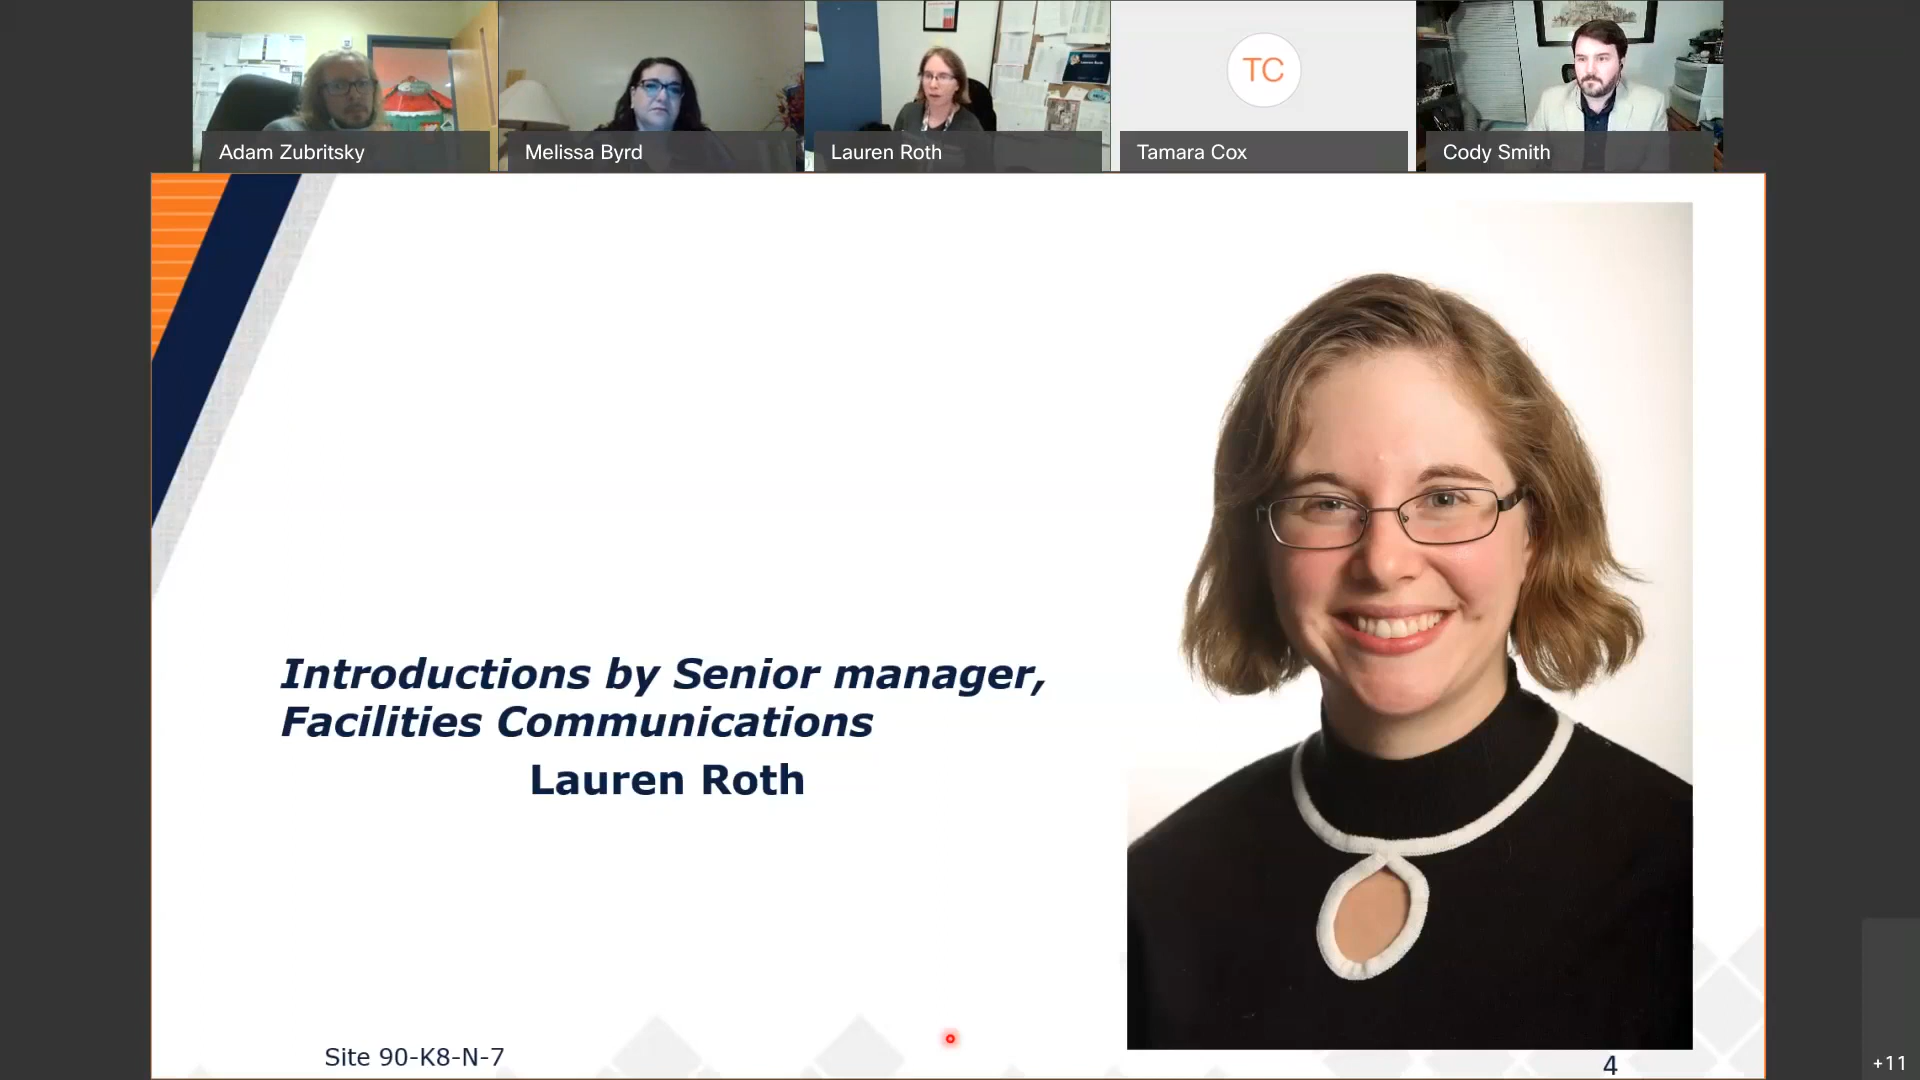 Adam Zubritsky
Melissa Byrd
Lauren Roth
TC
Tamara Cox
Cody Smith
Introductions by Senior manager,
Facilities Communications
Lauren Roth
Site 90-K8-N-7
4
+11